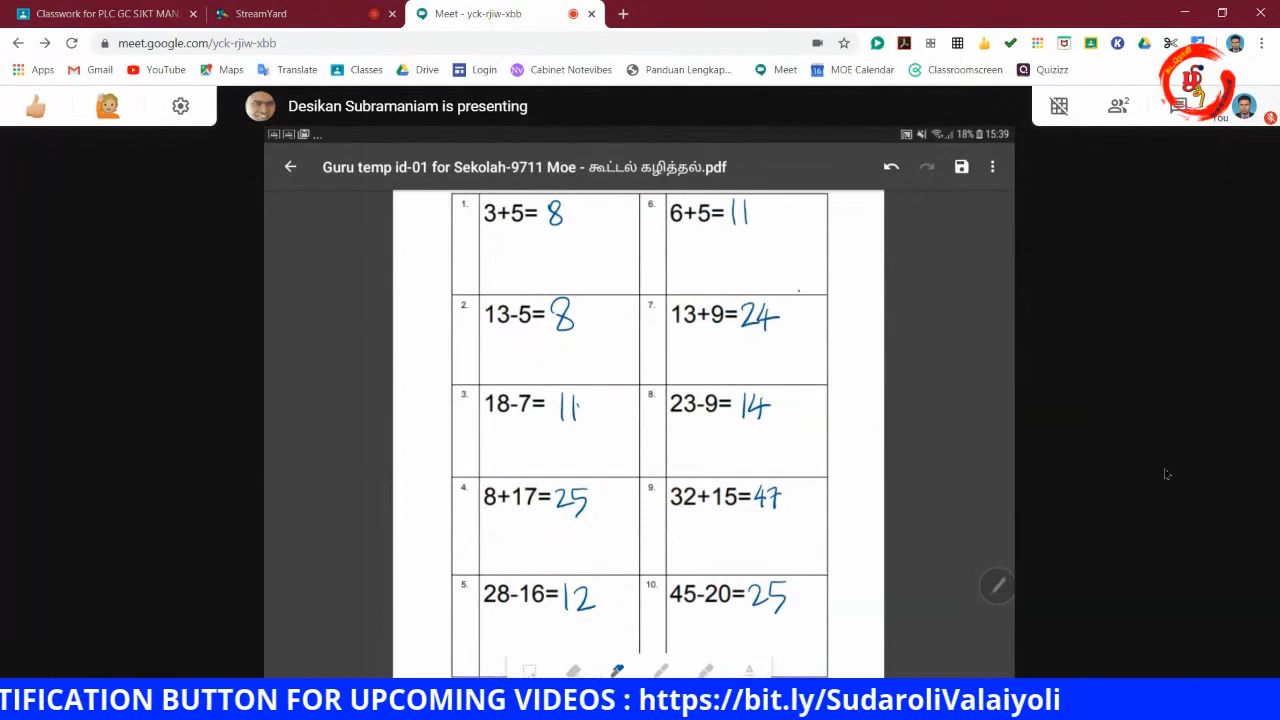 Classwork for PLC GC SJKT MAN
StreamYard
Meet - yck-rjiw-xbb
meet.google.com/yck-rjiw-xbb
Apps Gmail YouTube Maps Translate Classes Drive Login Cabinet Notevibes Panduan Lengkap... Meet MOE Calendar Classroomscreen Quizizz
Desikan Subramaniam is presenting
2
You
... 18% 15:39
Guru temp id-01 for Sekolah-9711 Moe - கூட்டல் கழித்தல்.pdf
1. 3+5= 8
6. 6+5= 11
2. 13-5= 8
7. 13+9= 24
3. 18-7= 11
8. 23-9= 14
4. 8+17= 25
9. 32+15= 47
5. 28-16= 12
10. 45-20= 25
TIFICATION BUTTON FOR UPCOMING VIDEOS : https://bit.ly/SudaroliValaiyoli